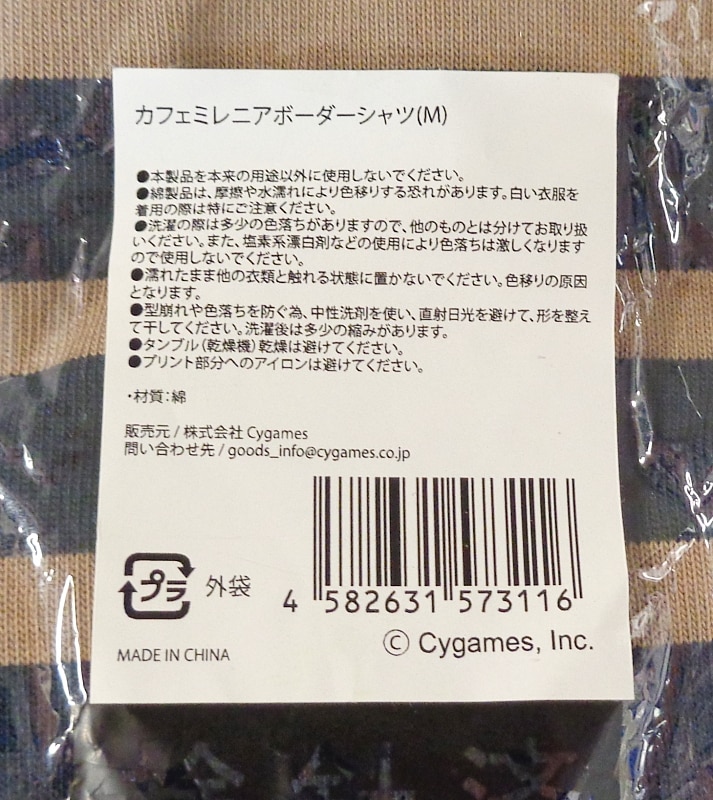 カフェミレニアボーダーシャツ(M)
●本製品を本来の用途以外に使用しないでください。
●綿製品は、摩擦や水濡れにより色移りする恐れがあります。白い衣服を
着用の際は特にご注意ください。
●洗濯の際は多少の色落ちがありますので、他のものとは分けてお取り扱
いください。また、塩素系漂白剤などの使用により色落ちは激しくなります
ので使用しないでください。
●濡れたまま他の衣類と触れる状態に置かないでください。色移りの原因
となります。
●型崩れや色落ちを防ぐ為、中性洗剤を使い、直射日光を避けて、形を整え
て干してください。洗濯後は多少の縮みがあります。
●タンブル(乾燥機)乾燥は避けてください。
●プリント部分へのアイロンは避けてください。
・材質:綿
販売元 / 株式会社 Cygames
問い合わせ先 / goods_info@cygames.co.jp
プラ 外袋
4 582631 573116
© Cygames, Inc.
MADE IN CHINA